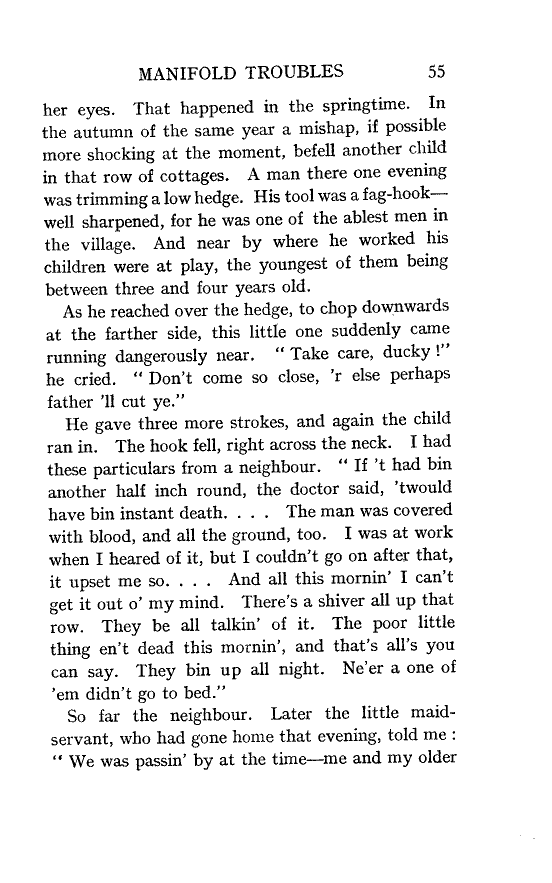 MANIFOLD TROUBLES 55
her eyes. That happened in the springtime. In
the autumn of the same year a mishap, if possible
more shocking at the moment, befell another child
in that row of cottages. A man there one evening
was trimming a low hedge. His tool was a fag-hook—
well sharpened, for he was one of the ablest men in
the village. And near by where he worked his
children were at play, the youngest of them being
between three and four years old.
As he reached over the hedge, to chop downwards
at the farther side, this little one suddenly came
running dangerously near. “ Take care, ducky !”
he cried. “ Don’t come so close, ’r else perhaps
father ’ll cut ye.”
He gave three more strokes, and again the child
ran in. The hook fell, right across the neck. I had
these particulars from a neighbour. “ If ’t had bin
another half inch round, the doctor said, ’twould
have bin instant death. . . . The man was covered
with blood, and all the ground, too. I was at work
when I heared of it, but I couldn’t go on after that,
it upset me so. . . . And all this mornin’ I can’t
get it out o’ my mind. There’s a shiver all up that
row. They be all talkin’ of it. The poor little
thing en’t dead this mornin’, and that’s all’s you
can say. They bin up all night. Ne’er a one of
’em didn’t go to bed.”
So far the neighbour. Later the little maid-
servant, who had gone home that evening, told me :
“ We was passin’ by at the time—me and my older